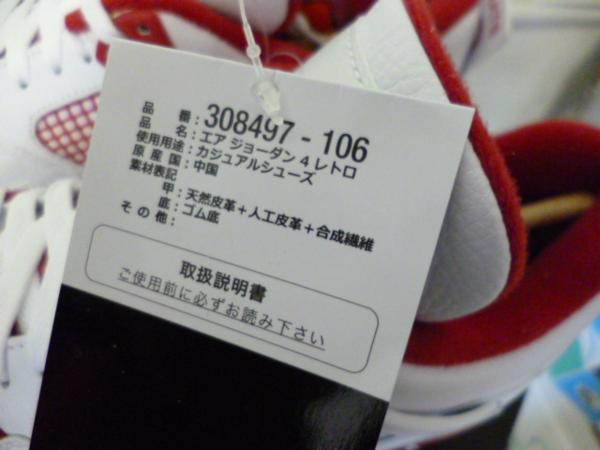 品 番：308497 - 106
品 名：エア ジョーダン 4 レトロ
使用用途：カジュアルシューズ
原 産 国：中国
素材表記
甲：天然皮革＋人工皮革＋合成繊維
底：ゴム底
そ の 他：
取扱説明書
ご使用前に必ずお読み下さい